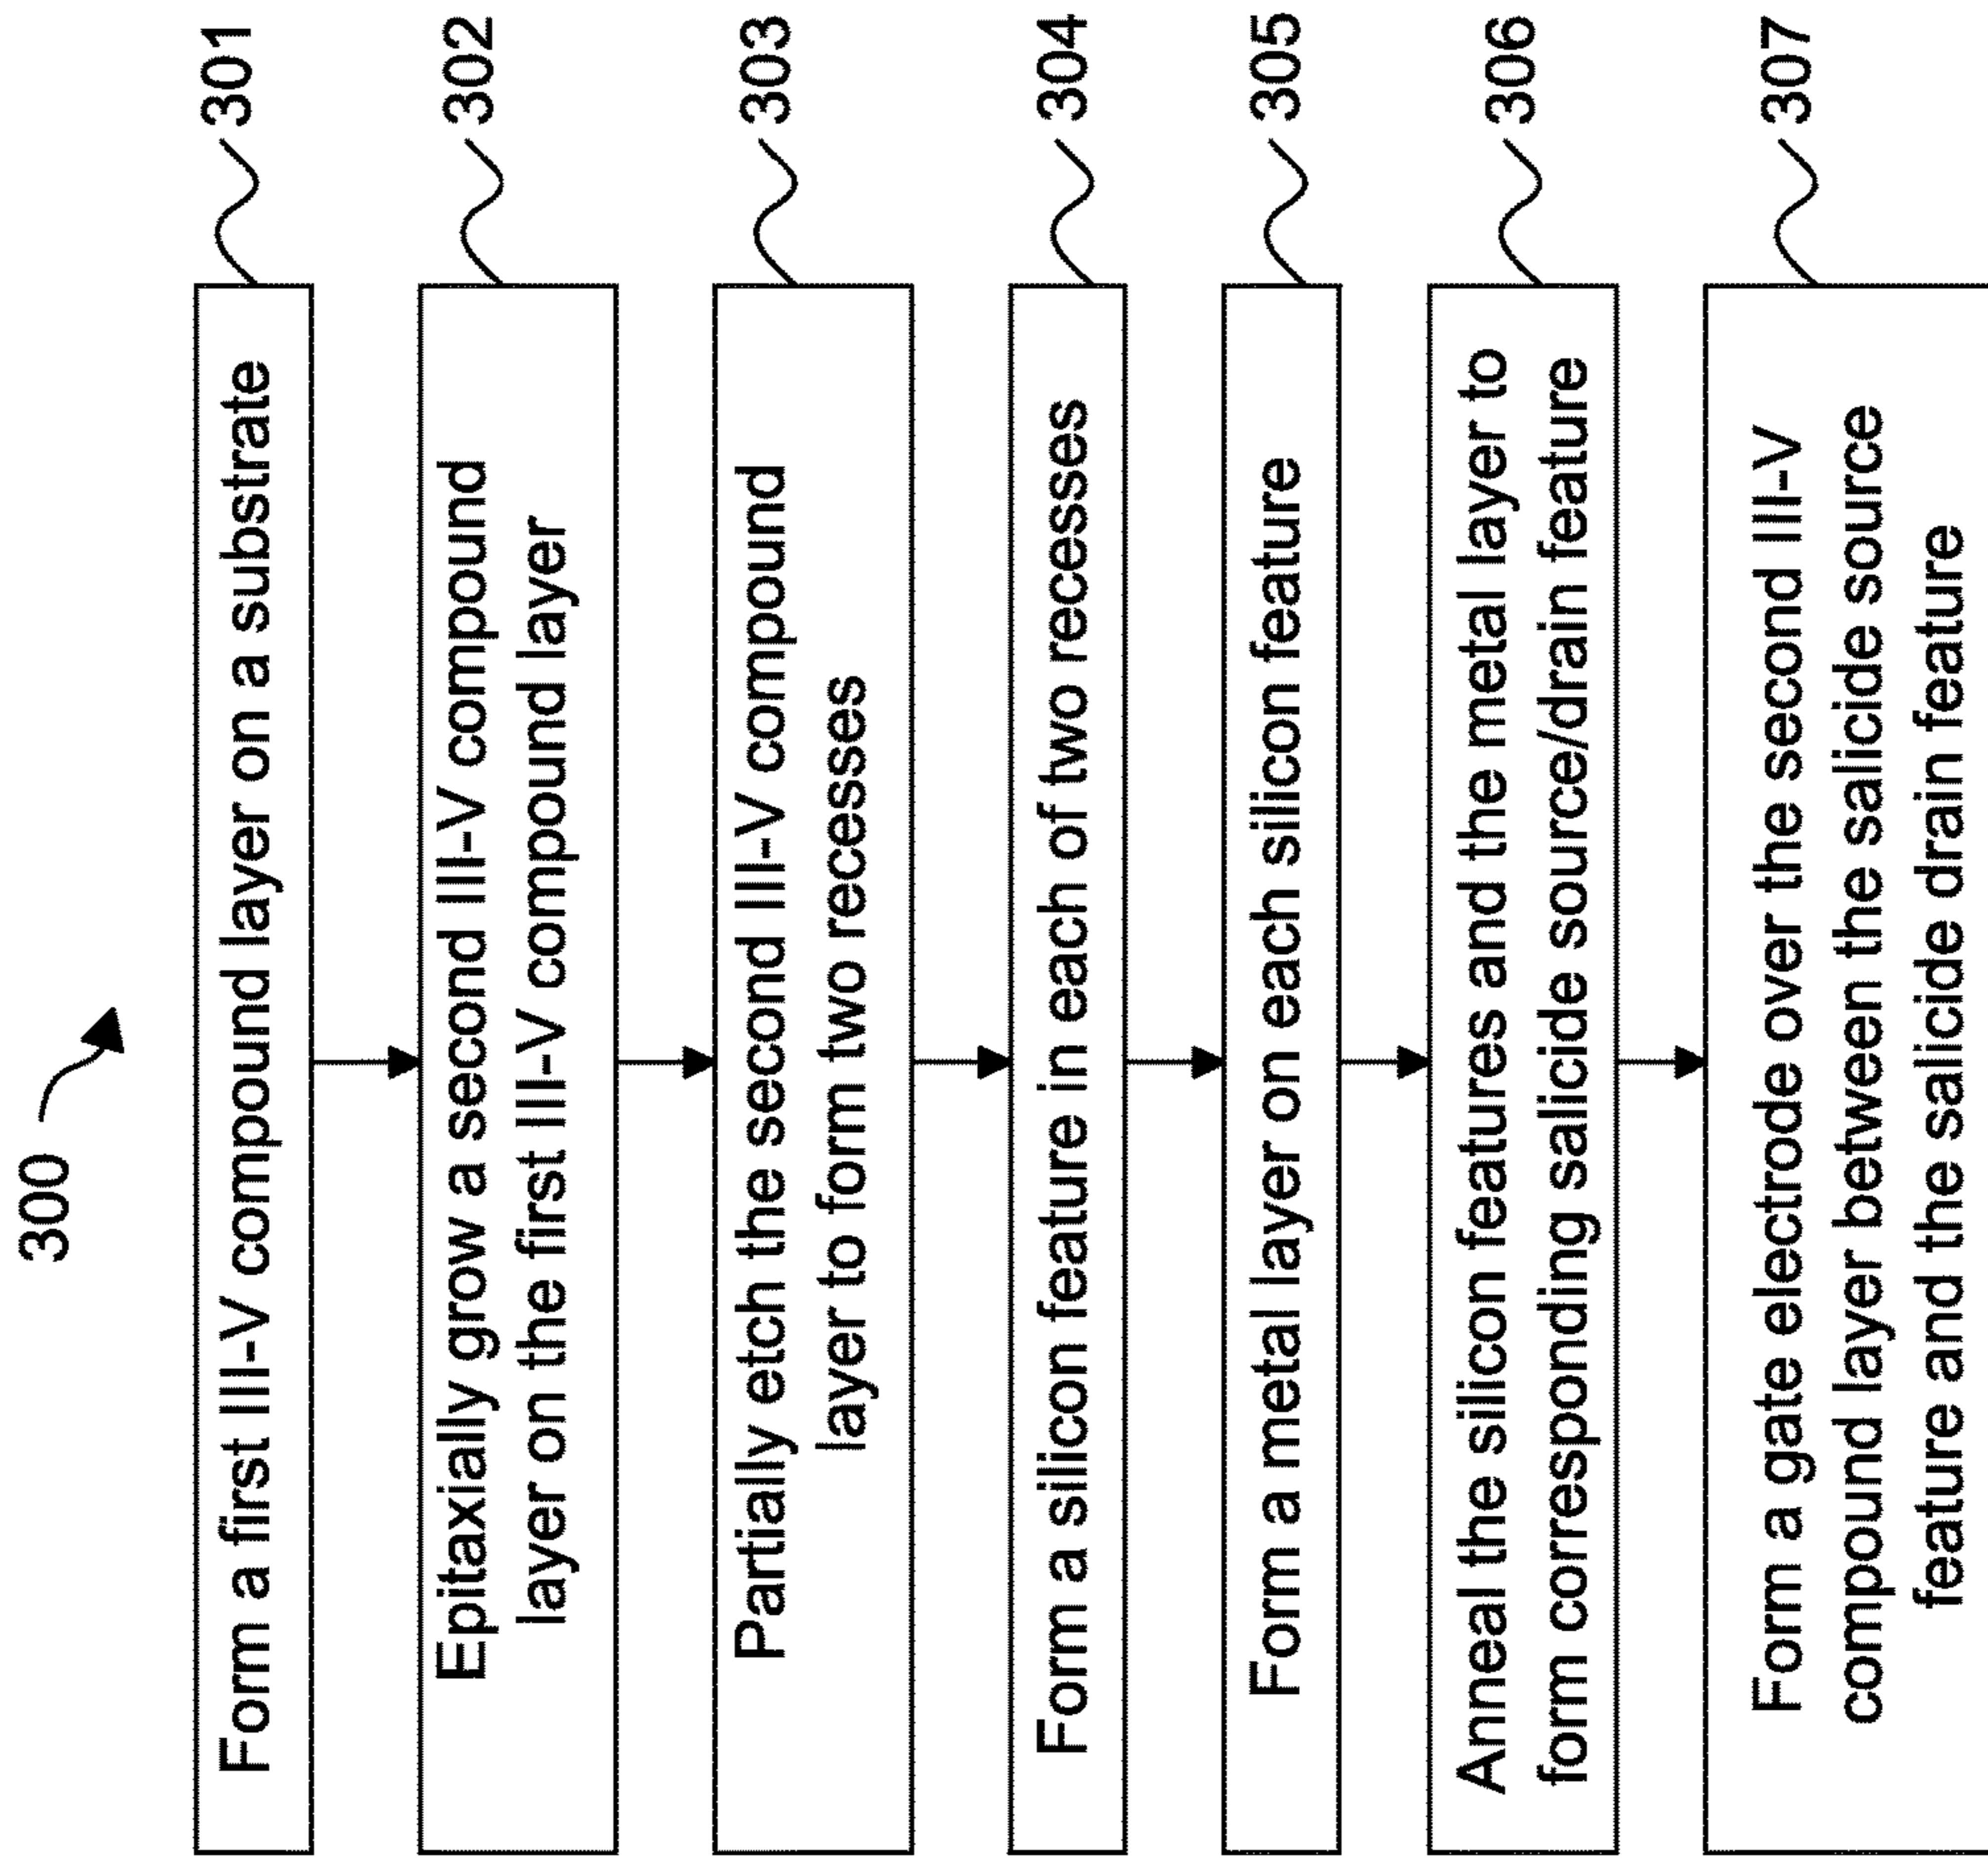 300
Form a first III-V compound layer on a substrate
301
Epitaxially grow a second III-V compound
layer on the first III-V compound layer
302
Partially etch the second III-V compound
layer to form two recesses
303
Form a silicon feature in each of two recesses
304
Form a metal layer on each silicon feature
305
Anneal the silicon features and the metal layer to
form corresponding salicide source/drain feature
306
Form a gate electrode over the second III-V
compound layer between the salicide source
feature and the salicide drain feature
307